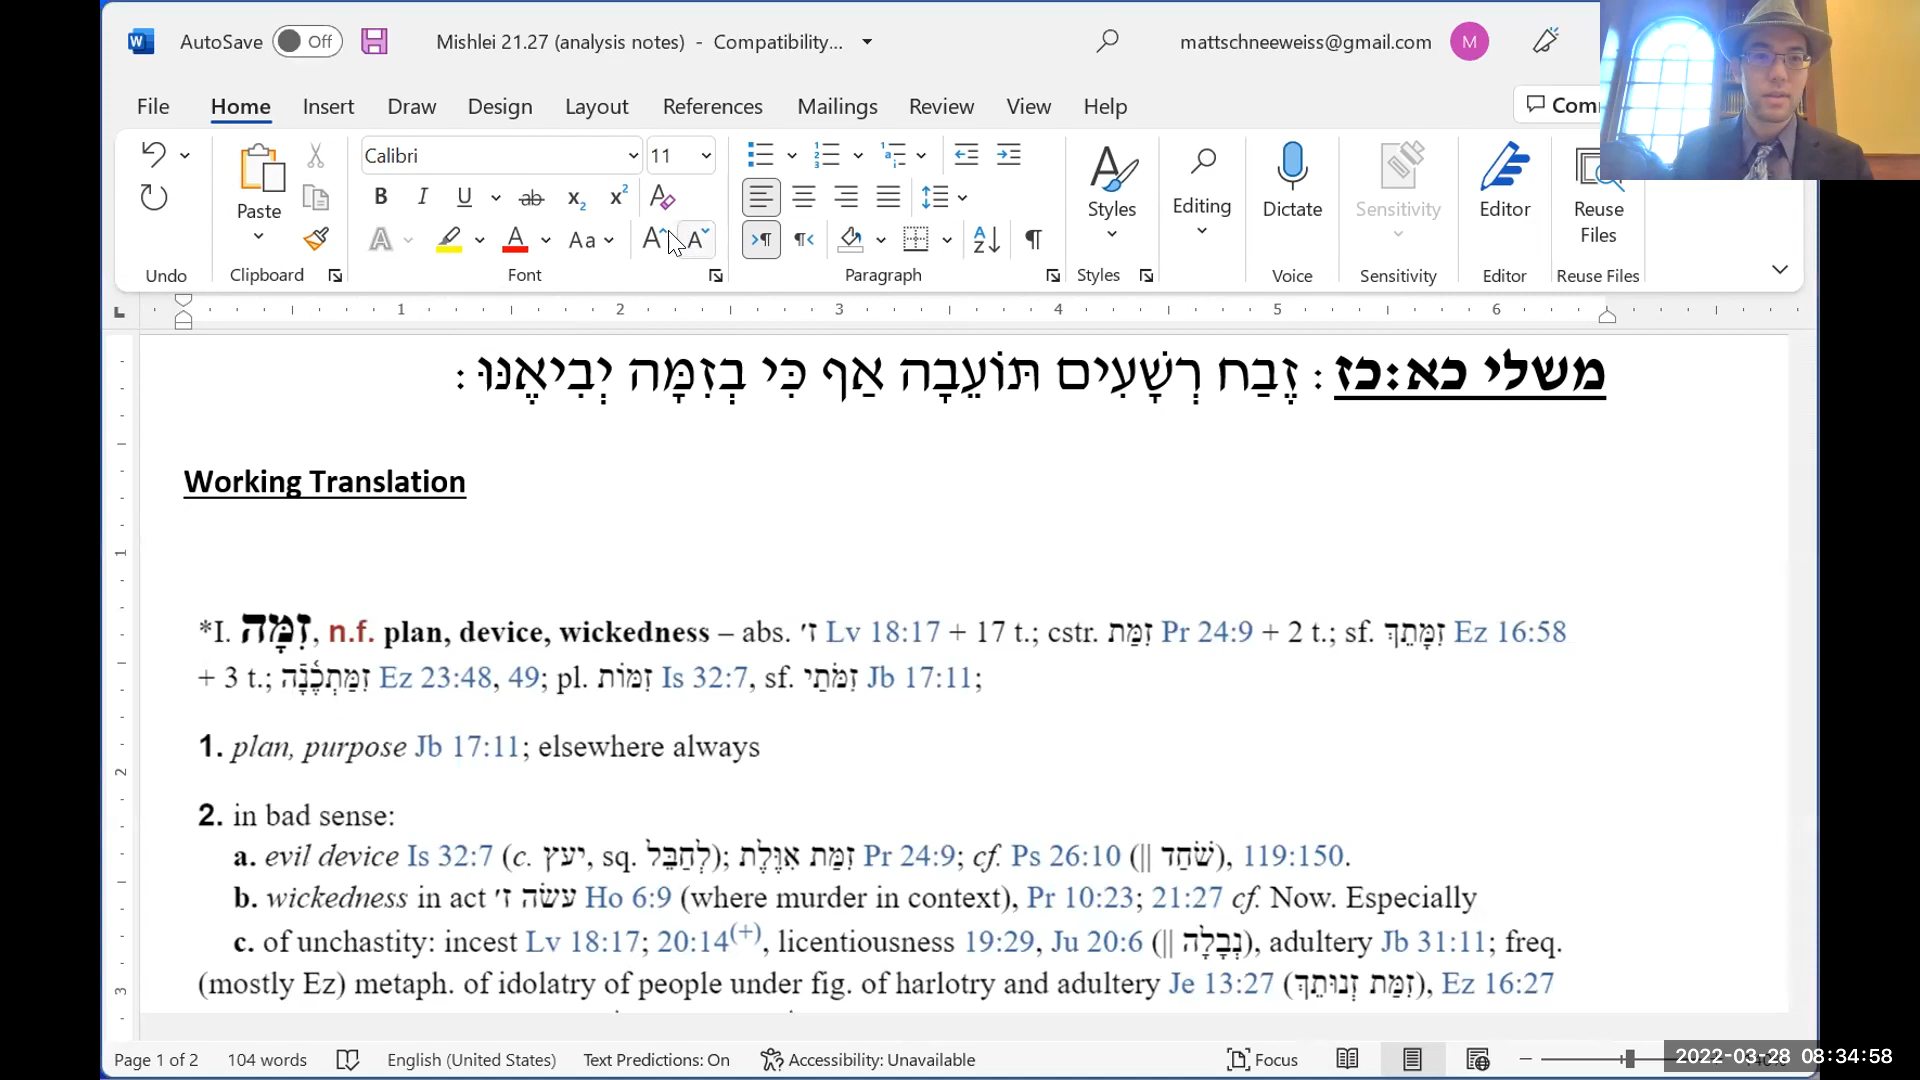 AutoSave Off Mishlei 21.27 (analysis notes) - Compatibility... mattschneeweiss@gmail.com M
File Home Insert Draw Design Layout References Mailings Review View Help
Calibri 11
Paste Styles Editing Dictate Sensitivity Editor Reuse Files
Undo Clipboard Font Paragraph Styles Voice Sensitivity Editor Reuse Files
1 2 3 4 5 6
משלי כא:כז : זֶבַח רְשָׁעִים תּוֹעֵבָה אַף כִּי בְזִמָּה יְבִיאֶנּוּ :
Working Translation
*I. זִמָּה, n.f. plan, device, wickedness – abs. ז׳ Lv 18:17 + 17 t.; cstr. זִמַּת Pr 24:9 + 2 t.; sf. זִמָּתֵךְ Ez 16:58
+ 3 t.; זִמַּתְכֶ֫נָה Ez 23:48, 49; pl. זִמּוֹת Is 32:7, sf. זִמֹּתַי Jb 17:11;
1. plan, purpose Jb 17:11; elsewhere always
2. in bad sense:
a. evil device Is 32:7 (c. יעץ, sq. לְחַבֵּל); זִמַּת אִוֶּלֶת Pr 24:9; cf. Ps 26:10 (|| שֹׁחַד), 119:150.
b. wickedness in act עשׂה ז׳ Ho 6:9 (where murder in context), Pr 10:23; 21:27 cf. Now. Especially
c. of unchastity: incest Lv 18:17; 20:14(+), licentiousness 19:29, Ju 20:6 (|| נְבָלָה), adultery Jb 31:11; freq.
(mostly Ez) metaph. of idolatry of people under fig. of harlotry and adultery Je 13:27 (זִמַּת זְנוּתֵךְ), Ez 16:27
Page 1 of 2 104 words English (United States) Text Predictions: On Accessibility: Unavailable Focus
2022-03-28 08:34:58